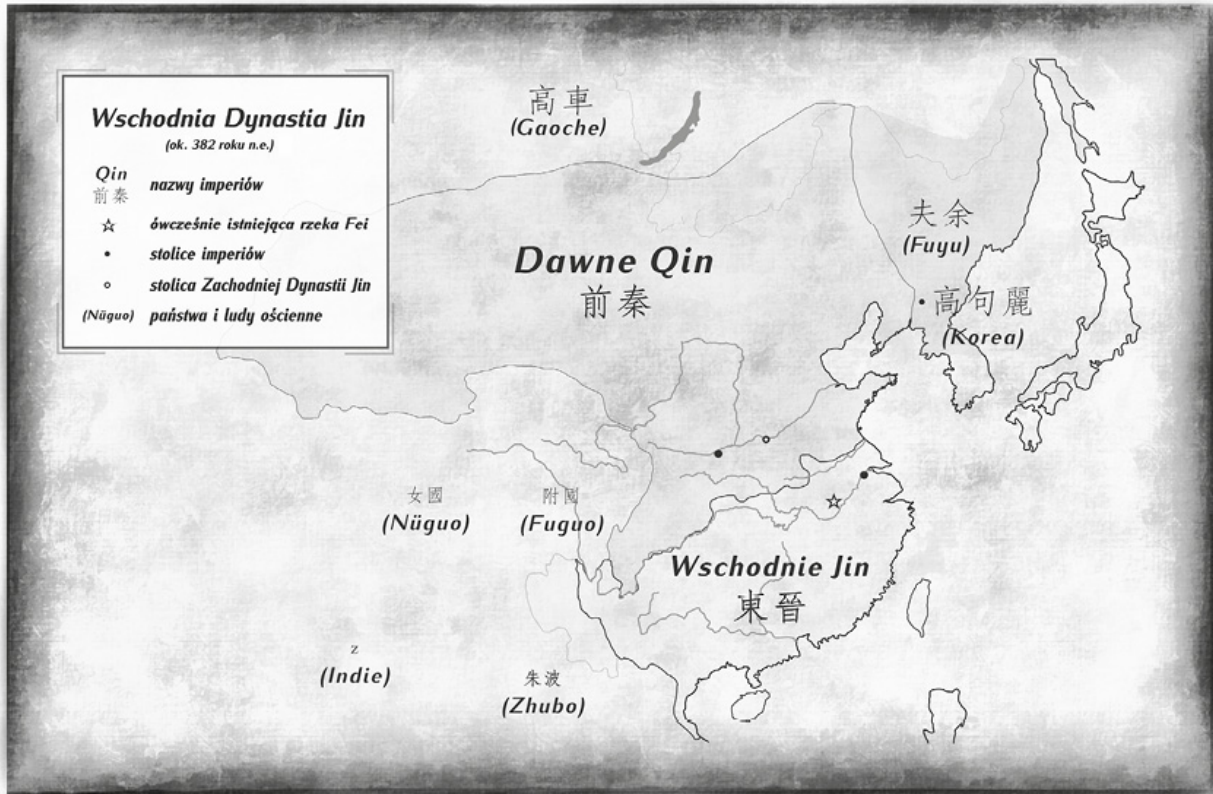 Wschodnia Dynastia Jin
(ok. 382 roku n.e.)
Qin
前秦
nazwy imperiów
ówcześnie istniejąca rzeka Fei
stolice imperiów
stolica Zachodniej Dynastii Jin
(Nüguo) państwa i ludy ościenne
高車
(Gaoche)
夫余
(Fuyu)
Dawne Qin
前秦
高句麗
(Korea)
女國
(Nüguo)
附國
(Fuguo)
Wschodnie Jin
東晉
z
(Indie)
朱波
(Zhubo)